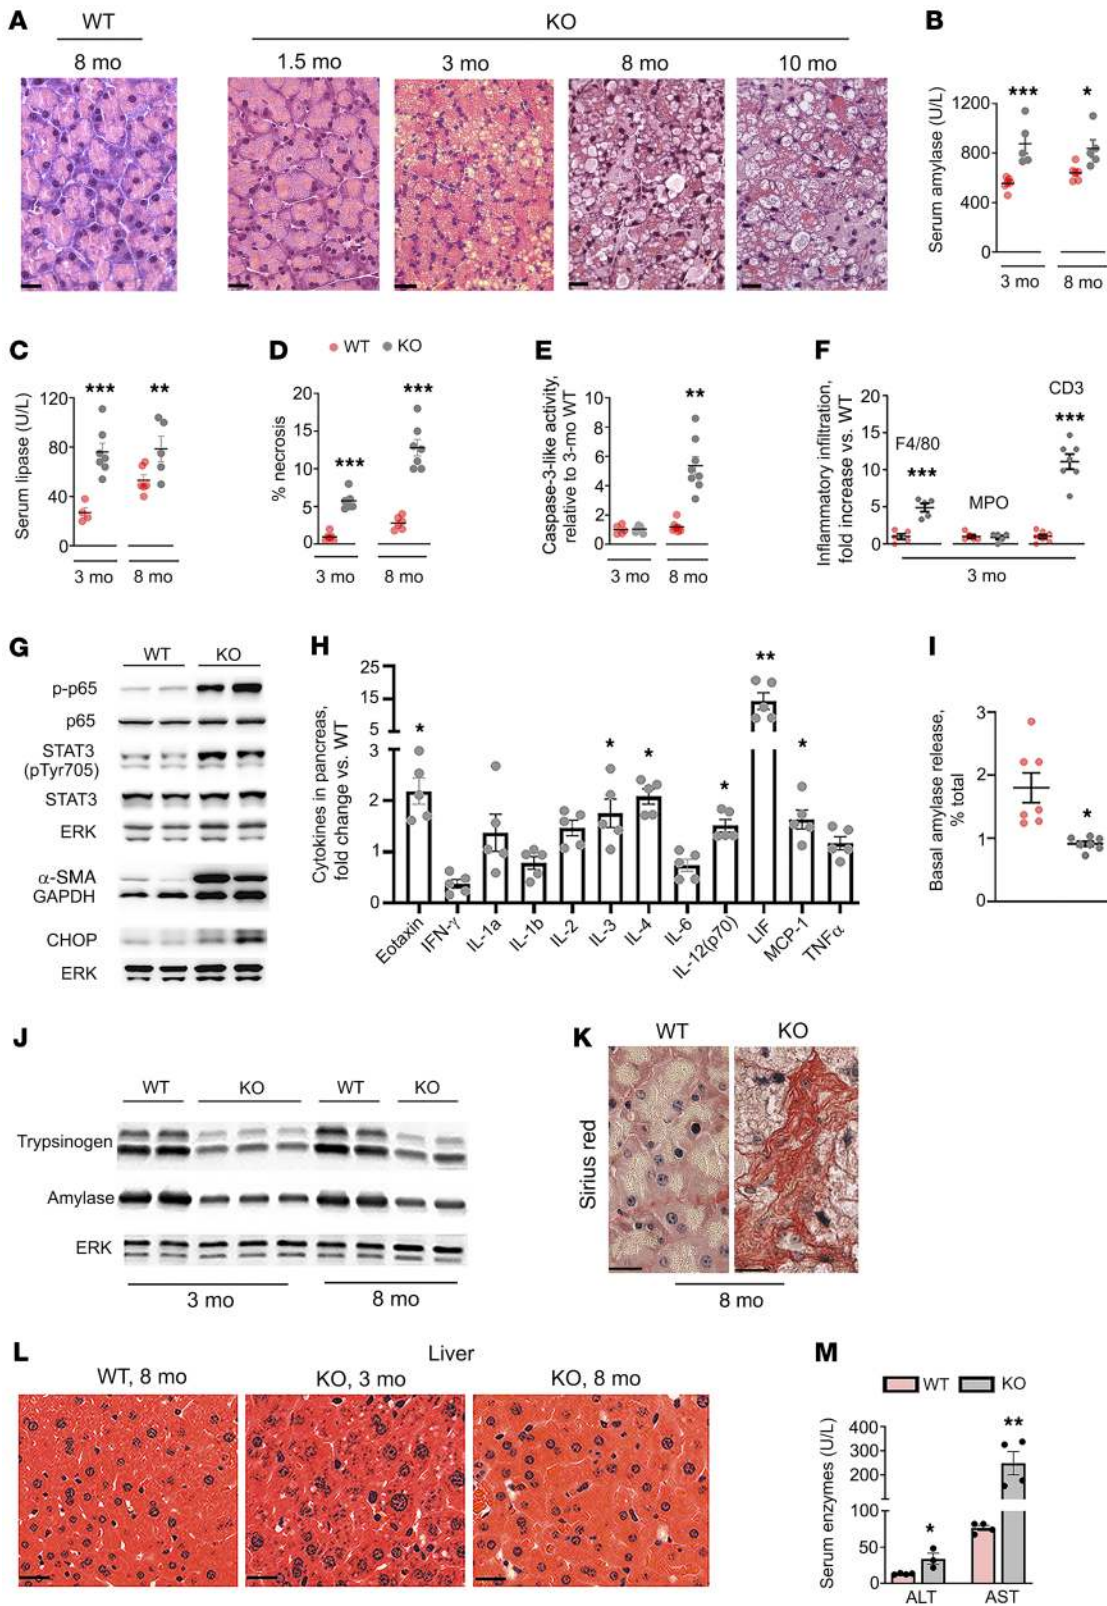 A
WT
KO
8 mo
1.5 mo
3 mo
8 mo
10 mo
B
Serum amylase (U/L)
1200
800
400
0
***
*
3 mo
8 mo
C
Serum lipase (U/L)
120
80
40
0
***
**
3 mo
8 mo
D
WT
KO
% necrosis
20
15
10
5
0
***
***
3 mo
8 mo
E
Caspase-3-like activity,
relative to 3-mo WT
10
8
6
4
2
0
**
3 mo
8 mo
F
Inflammatory infiltration,
fold increase vs. WT
20
15
10
5
0
F4/80
***
MPO
CD3
***
3 mo
G
WT
KO
p-p65
p65
STAT3
(pTyr705)
STAT3
ERK
α-SMA
GAPDH
CHOP
ERK
H
Cytokines in pancreas,
fold change vs. WT
25
15
5
3
2
1
0
*
*
*
*
**
*
Eotaxin
IFN-γ
IL-1a
IL-1b
IL-2
IL-3
IL-4
IL-6
IL-12(p70)
LIF
MCP-1
TNFα
I
Basal amylase release,
% total
3
2
1
0
*
J
WT
KO
WT
KO
Trypsinogen
Amylase
ERK
3 mo
8 mo
K
WT
KO
Sirius red
8 mo
L
Liver
WT, 8 mo
KO, 3 mo
KO, 8 mo
M
WT
KO
Serum enzymes (U/L)
400
300
200
100
50
0
*
**
ALT
AST